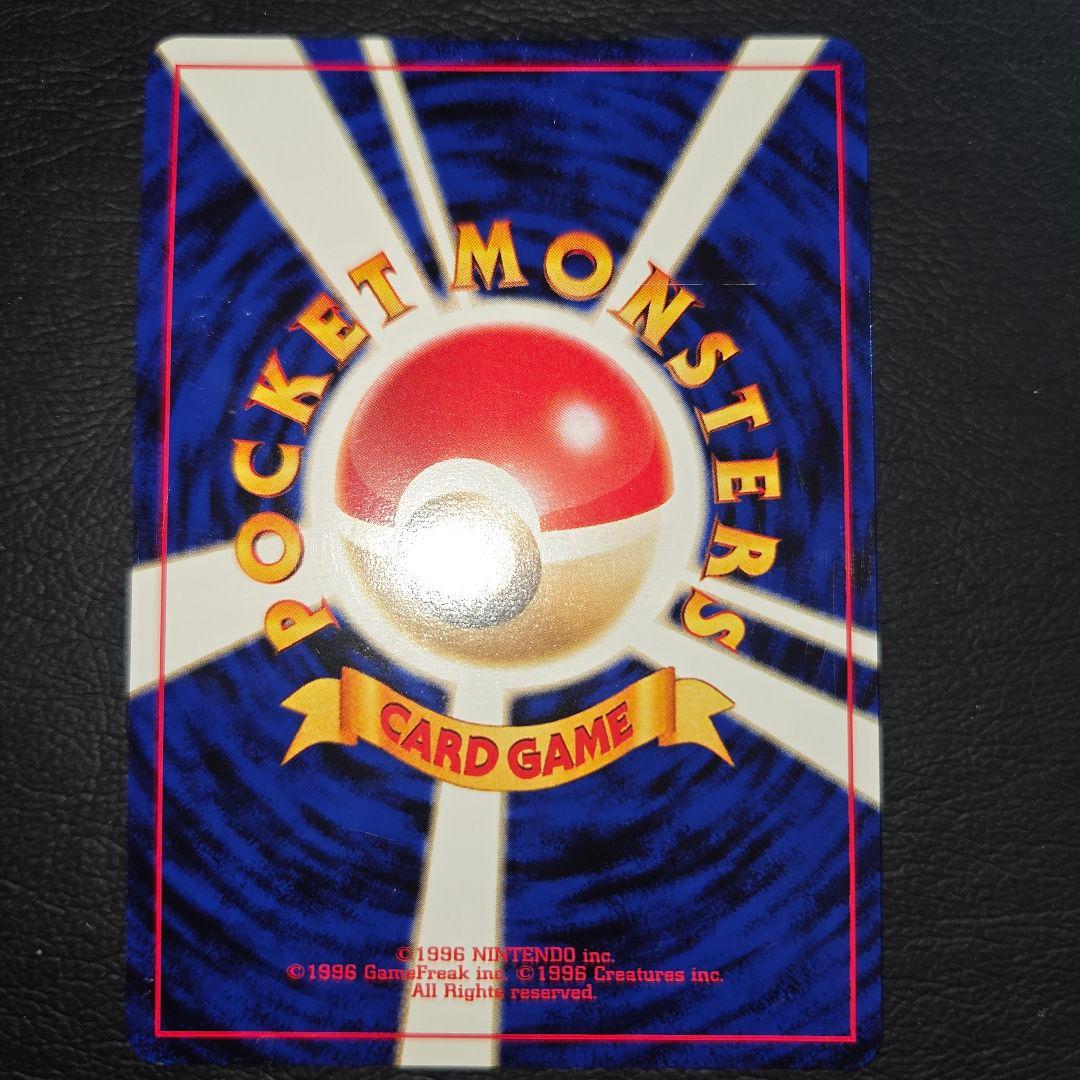 POCKET MONSTERS
CARD GAME
©1996 NINTENDO inc.
©1996 GameFreak inc. ©1996 Creatures inc.
All Rights reserved.